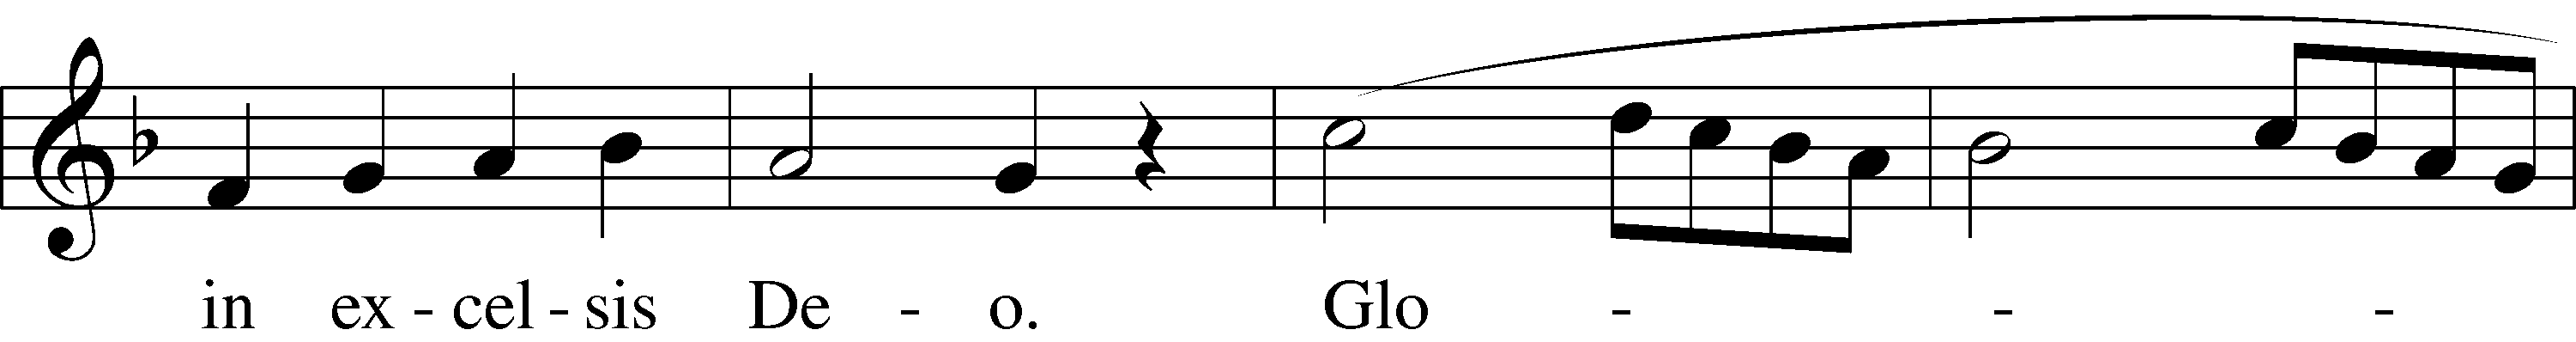 in ex - cel - sis De - o. Glo - - -